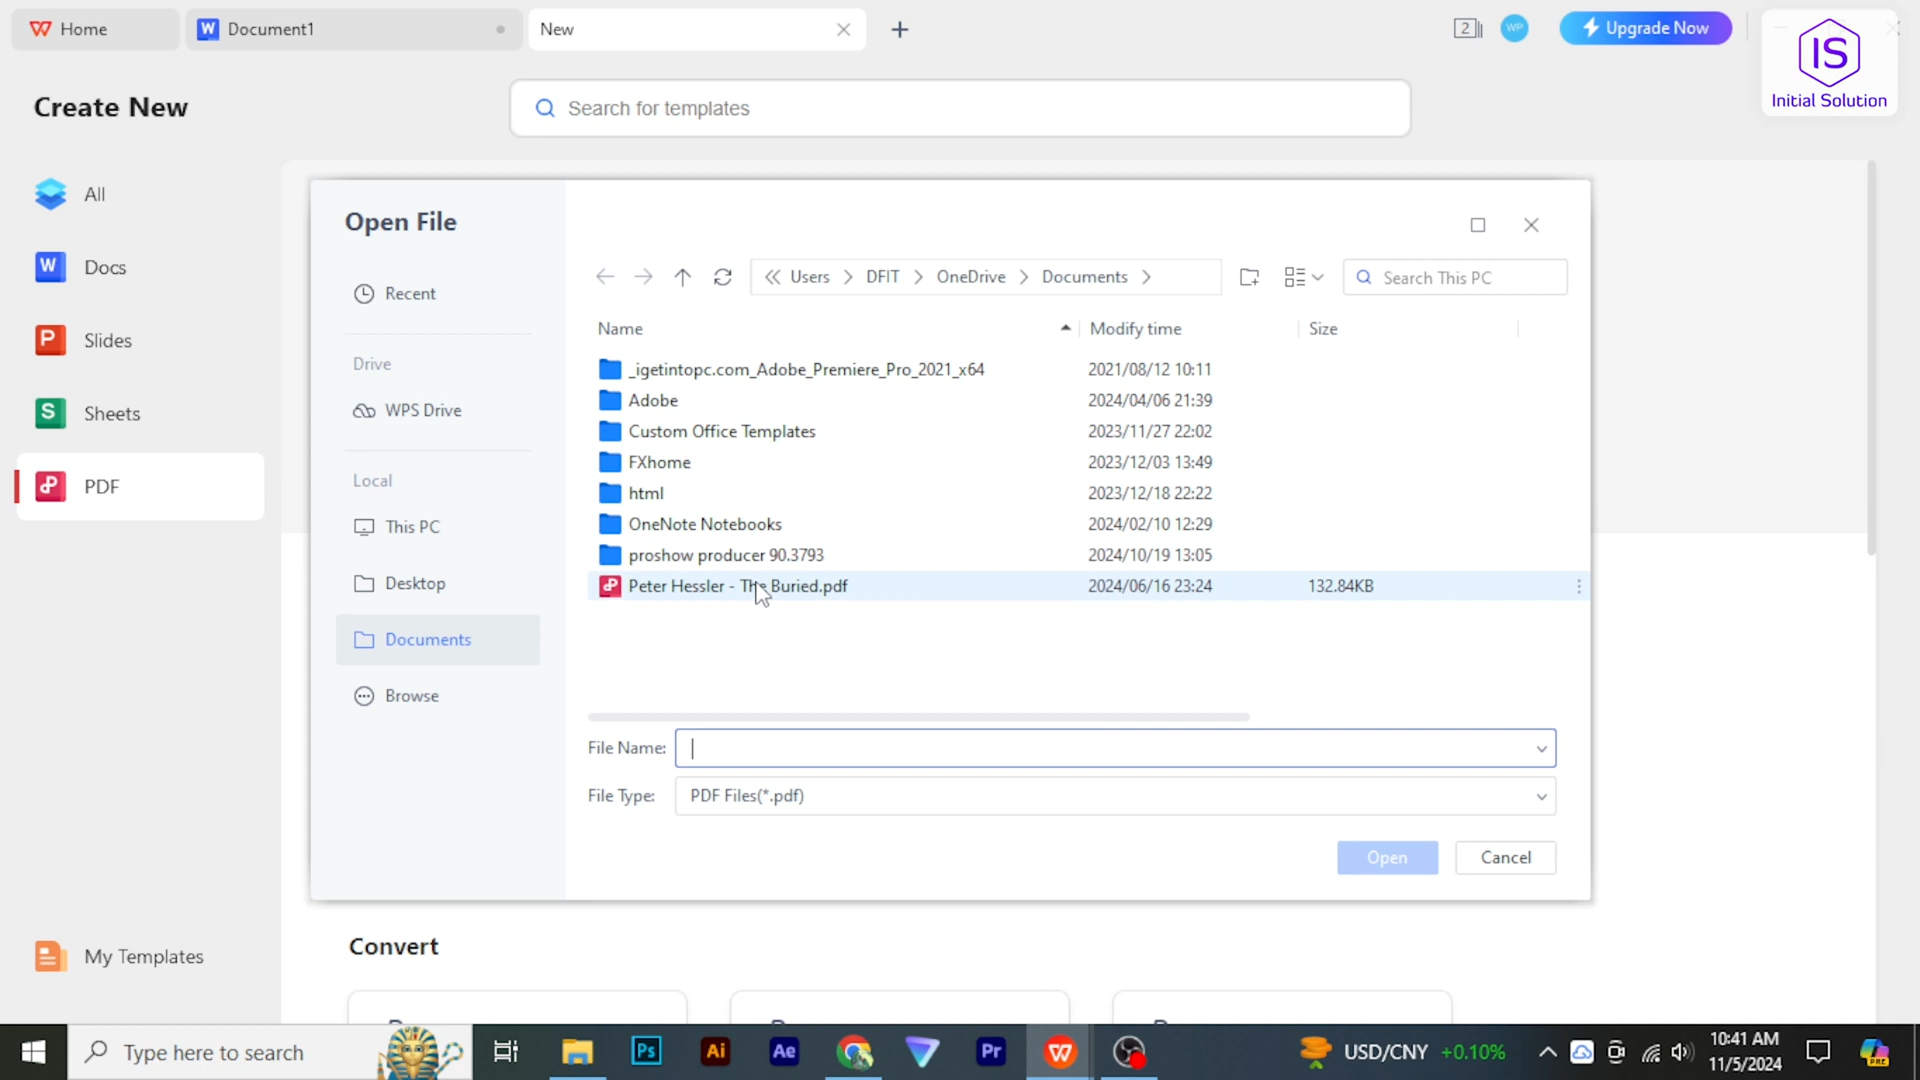 Home
Document1
New
2
WP
Upgrade Now
IS
Initial Solution
Create New
Search for templates
All
W Docs
P Slides
S Sheets
PDF
My Templates
Open File
Recent
Drive
WPS Drive
Local
This PC
Desktop
Documents
Browse
Users
DFIT
OneDrive
Documents
Search This PC
Name Modify time Size
_igetintopc.com_Adobe_Premiere_Pro_2021_x64 2021/08/12 10:11
Adobe 2024/04/06 21:39
Custom Office Templates 2023/11/27 22:02
FXhome 2023/12/03 13:49
html 2023/12/18 22:22
OneNote Notebooks 2024/02/10 12:29
proshow producer 90.3793 2024/10/19 13:05
Peter Hessler - The Buried.pdf 2024/06/16 23:24 132.84KB
File Name:
File Type: PDF Files(*.pdf)
Open Cancel
Convert
Type here to search
Ps
Ai
Ae
Pr
USD/CNY +0.10%
10:41 AM
11/5/2024
PRE